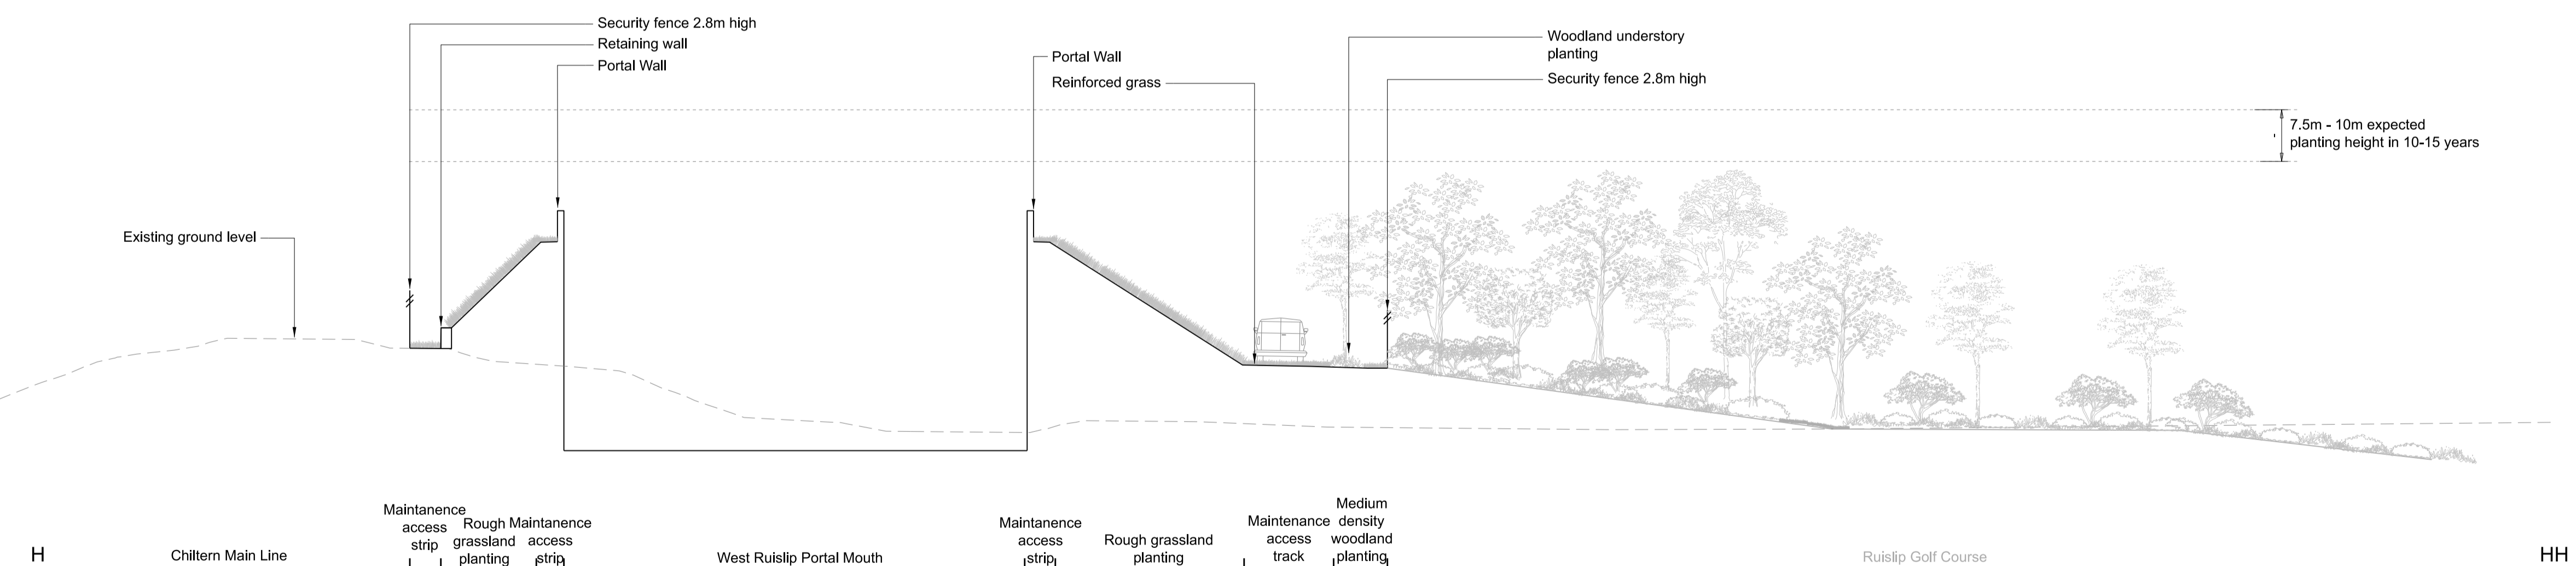 Security fence 2.8m high
Retaining wall
Portal Wall
Portal Wall
Reinforced grass
Woodland understory
planting
Security fence 2.8m high
7.5m - 10m expected
planting height in 10-15 years
Existing ground level
H
Chiltern Main Line
Maintanence
access
strip
Rough
grassland
planting
Maintanence
access
strip
West Ruislip Portal Mouth
Maintanence
access
strip
Rough grassland
planting
Maintenance
access
track
Medium
density
woodland
planting
Ruislip Golf Course
HH